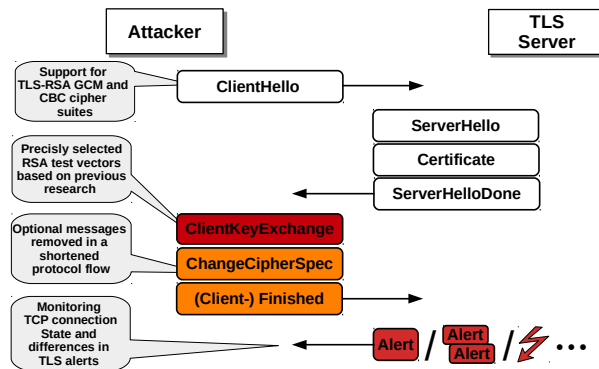 Attacker
TLS
Server
Support for
TLS-RSA GCM and
CBC cipher
suites
ClientHello
ServerHello
Certificate
ServerHelloDone
Precisly selected
RSA test vectors
based on previous
research
ClientKeyExchange
Optional messages
removed in a
shortened
protocol flow
ChangeCipherSpec
(Client-) Finished
Monitoring
TCP connection
State and
differences in
TLS alerts
Alert / Alert
Alert / ...